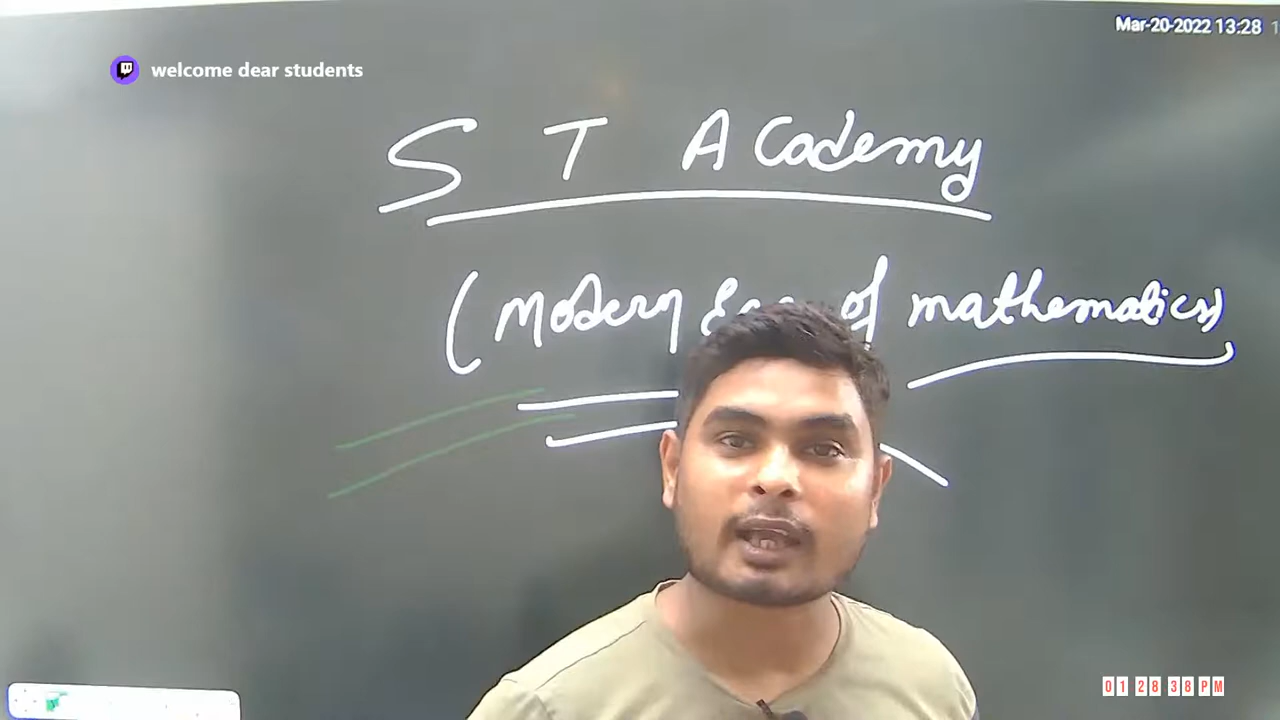 Mar-20-2022 13:28
welcome dear students
S T Academy
(Modern of mathematics)
01 28 38 PM